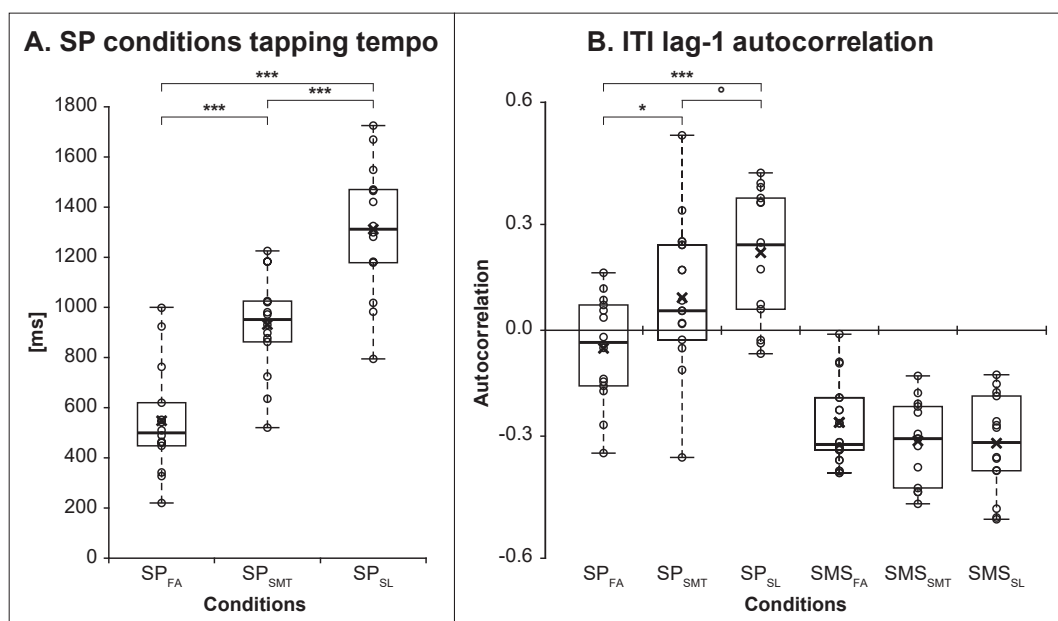 A. SP conditions tapping tempo
***
***
***
1800
1600
1400
1200
1000
800
600
400
200
0
[ms]
SPFA
SPSMT
SPSL
Conditions
B. ITI lag-1 autocorrelation
***
*
°
0.6
0.3
0.0
-0.3
-0.6
Autocorrelation
SPFA
SPSMT
SPSL
SMSFA
SMSSMT
SMSSL
Conditions